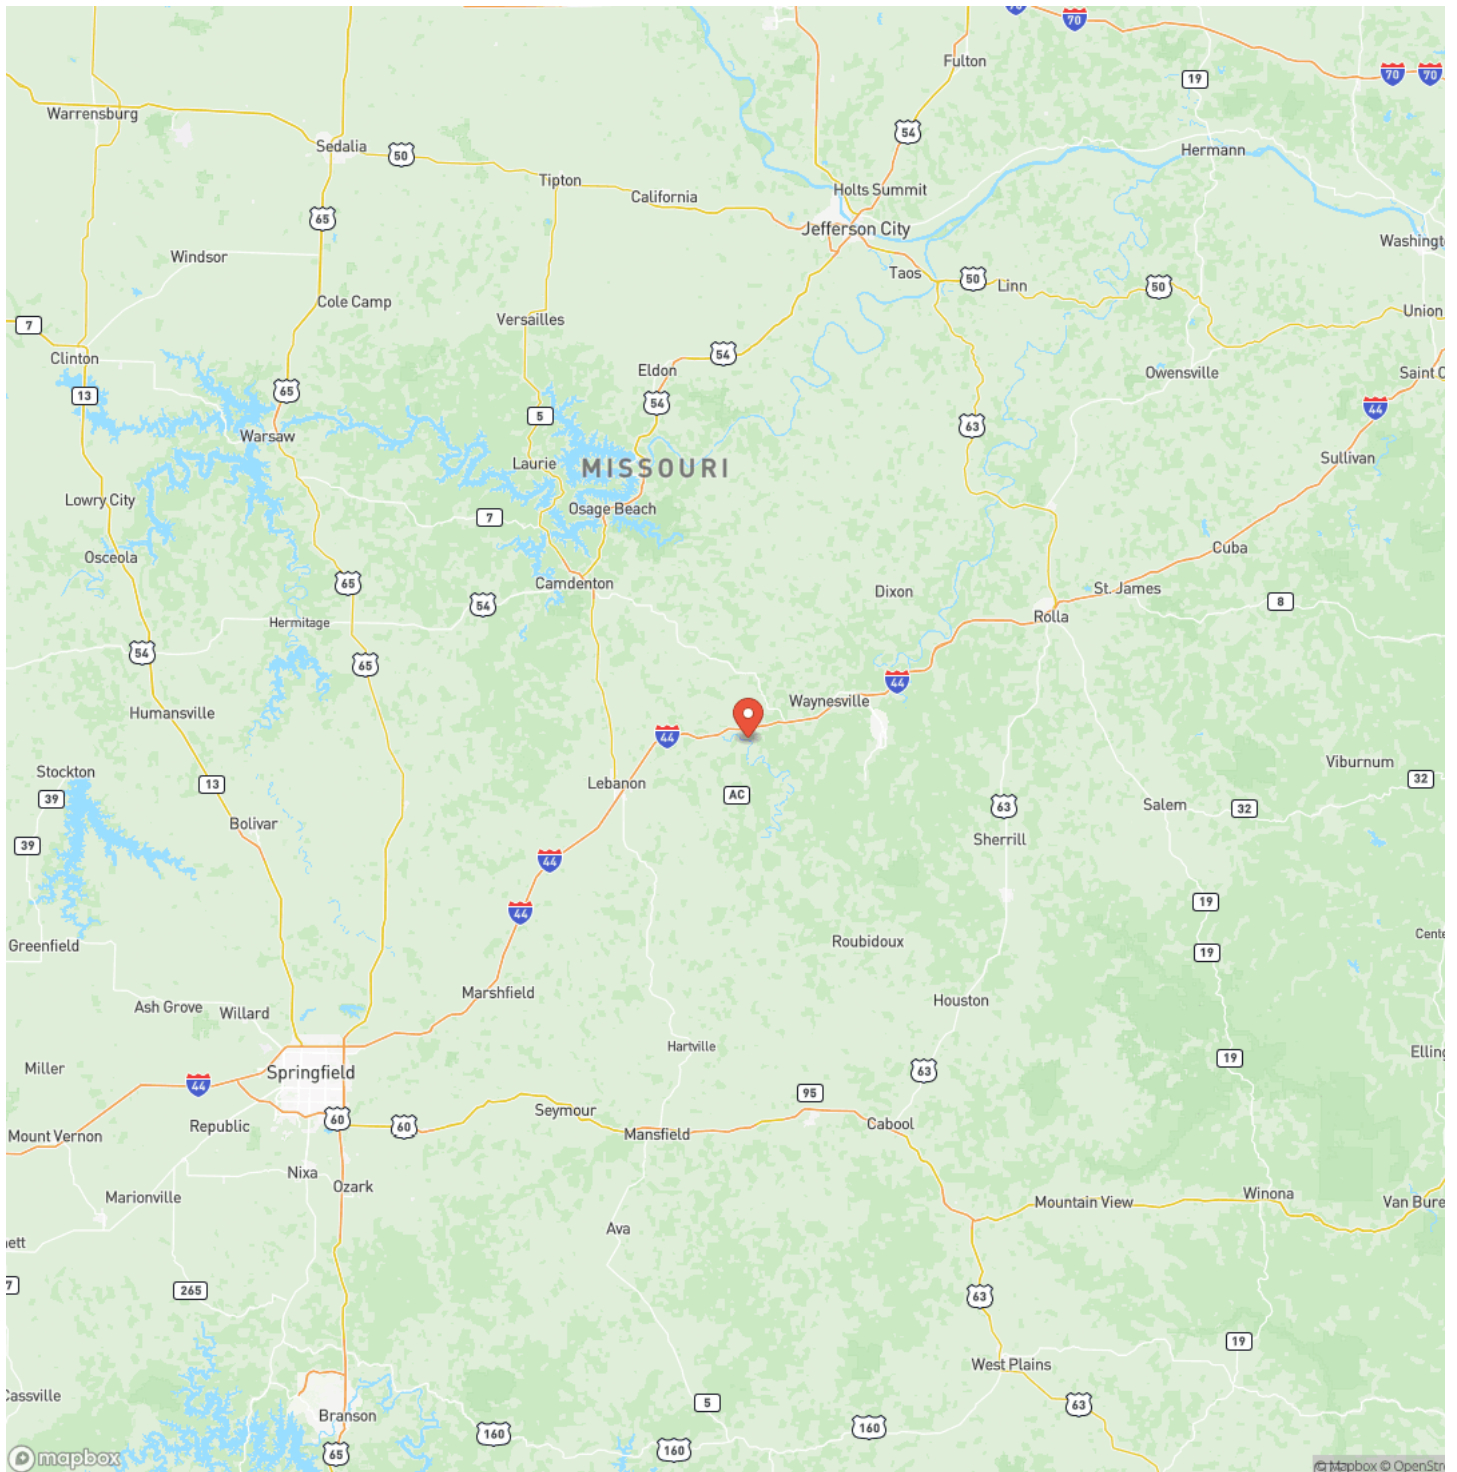 70
70
Fulton
19
70
70
Warrensburg
54
Sedalia
50
Hermann
Tipton
California
Holts Summit
65
Jefferson City
Washingt
Windsor
Taos
50
Linn
50
Cole Camp
Versailles
7
Union
54
Clinton
Eldon
Owensville
Saint C
65
13
54
44
5
63
Warsaw
Laurie
MISSOURI
Sullivan
Lowry City
Osage Beach
7
Osceola
Cuba
65
Camdenton
Dixon
St. James
54
8
Hermitage
Rolla
54
65
44
Waynesville
Humansville
44
Stockton
Viburnum
13
Lebanon
32
39
AC
63
Salem
32
Bolivar
39
Sherrill
44
19
44
Greenfield
Roubidoux
Cente
19
Marshfield
Ash Grove
Willard
Houston
Hartville
Elling
19
Miller
Springfield
63
44
95
Seymour
60
Republic
60
Cabool
Mount Vernon
Mansfield
Nixa
Ozark
Marionville
Mountain View
Winona
Van Bure
Ava
ett
7
265
63
19
West Plains
Cassville
5
63
Branson
160
160
160
65
mapbox
© Mapbox © OpenStre